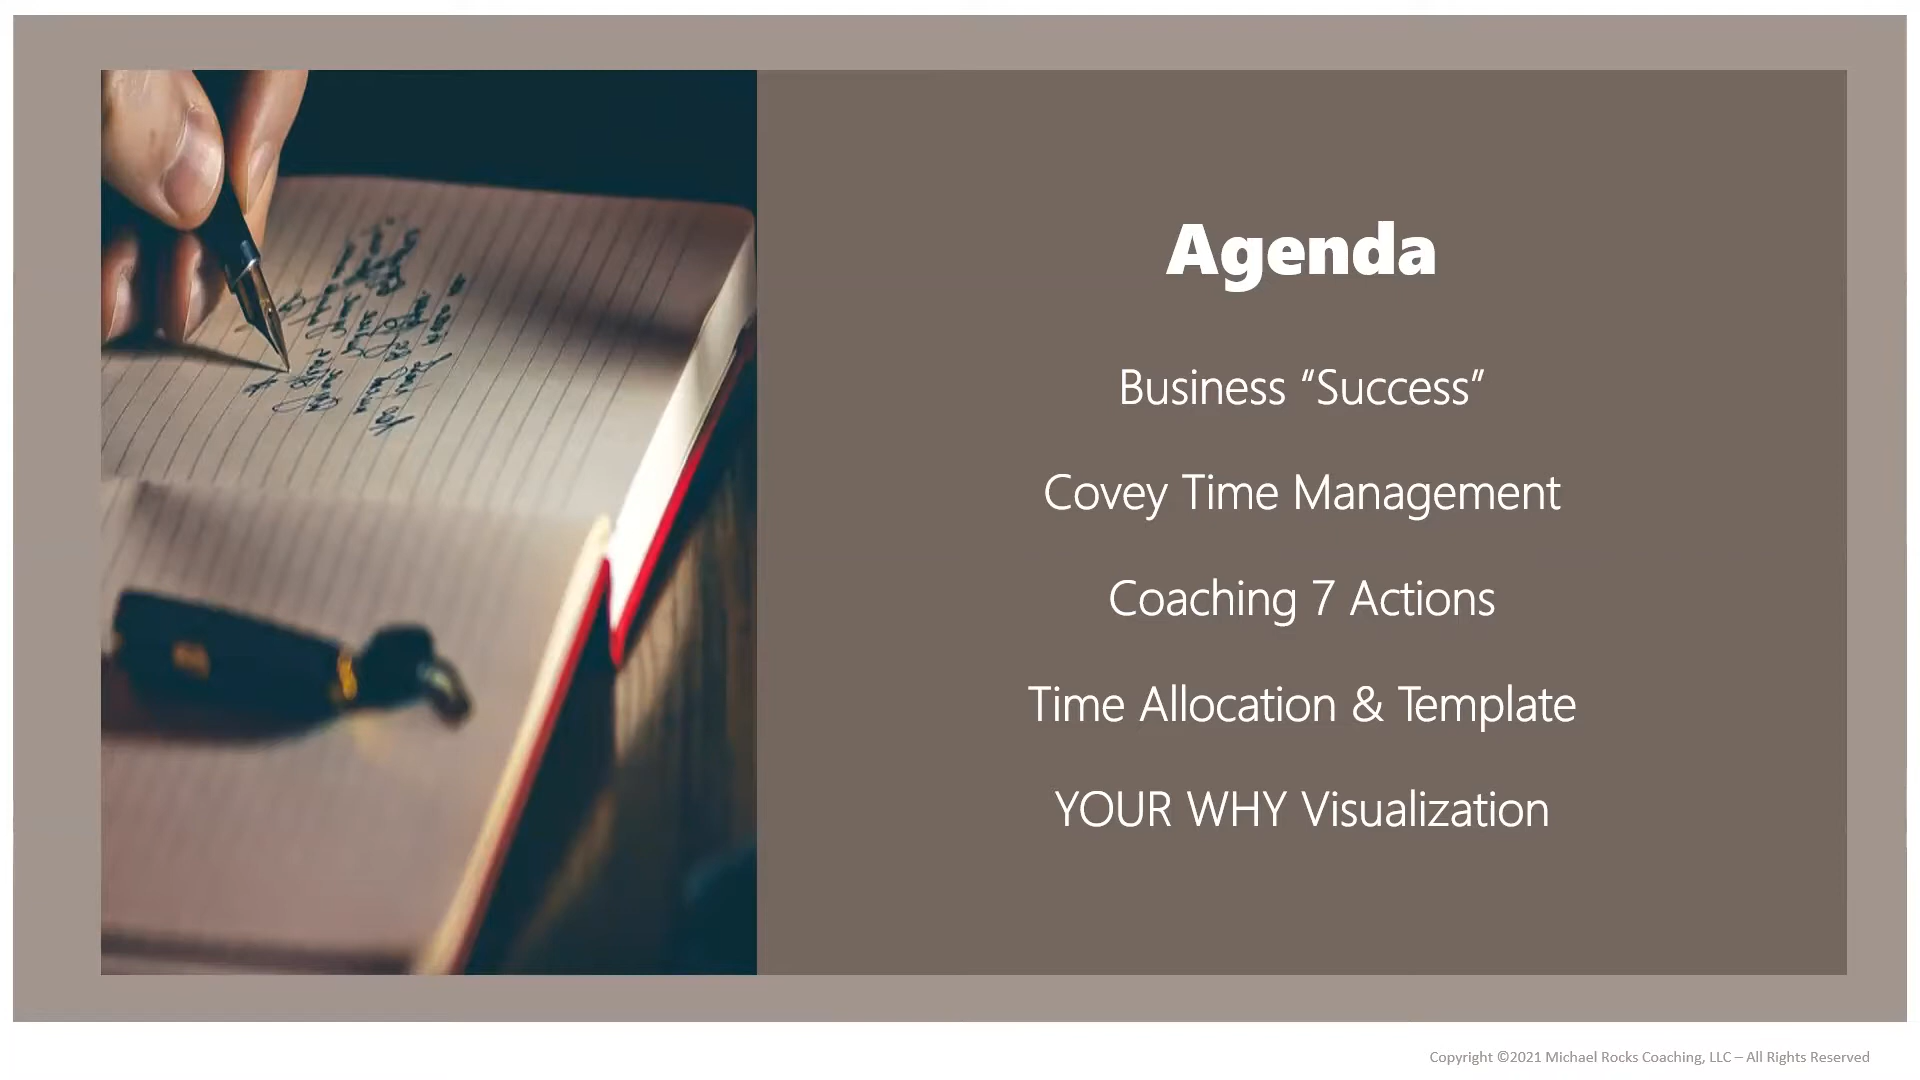 Agenda
Business “Success”
Covey Time Management
Coaching 7 Actions
Time Allocation & Template
YOUR WHY Visualization
Copyright ©2021 Michael Rocks Coaching, LLC – All Rights Reserved